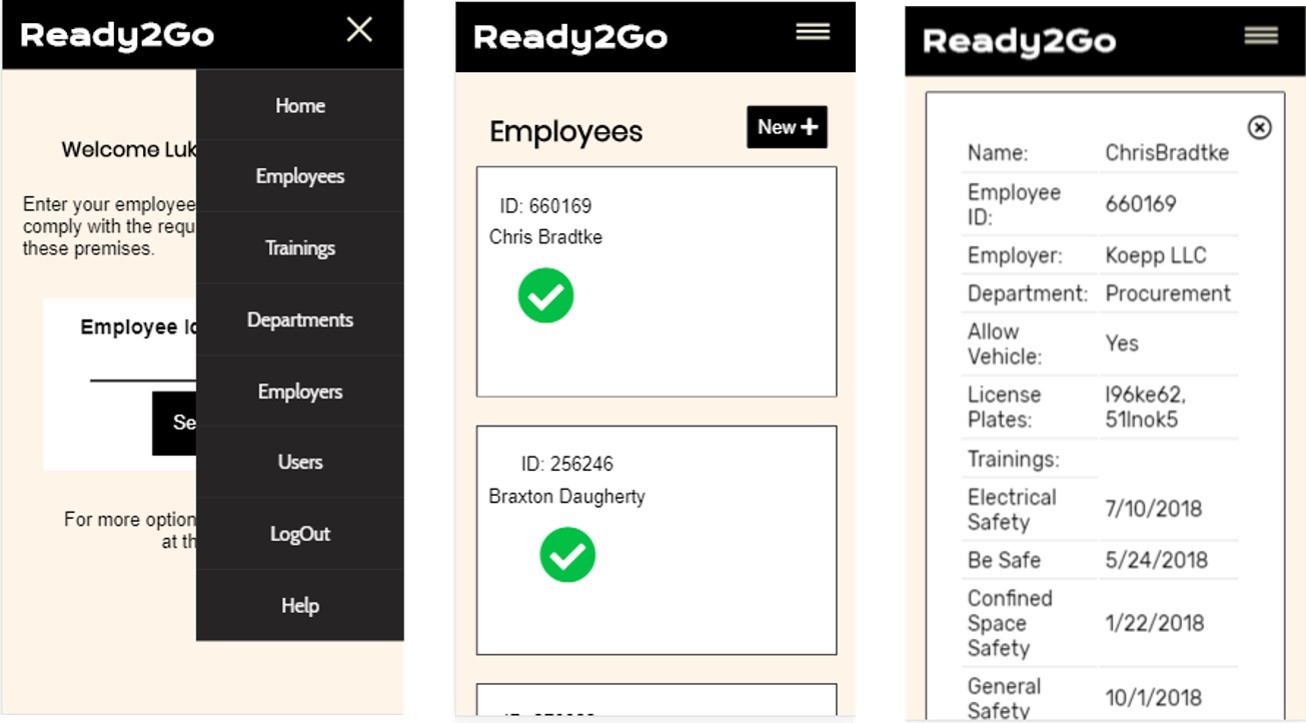 Ready2Go
Welcome Luk
Enter your employee
comply with the requ
these premises.
Employee Id
Se
For more option
at th
Home
Employees
Trainings
Departments
Employers
Users
LogOut
Help
Ready2Go
Employees
New+
ID: 660169
Chris Bradtke
ID: 256246
Braxton Daugherty
Ready2Go
Name: ChrisBradtke
Employee
ID: 660169
Employer: Koepp LLC
Department: Procurement
Allow
Vehicle: Yes
License
Plates:
l96ke62,
51lnok5
Trainings:
Electrical
Safety 7/10/2018
Be Safe 5/24/2018
Confined
Space
Safety 1/22/2018
General
Safety 10/1/2018